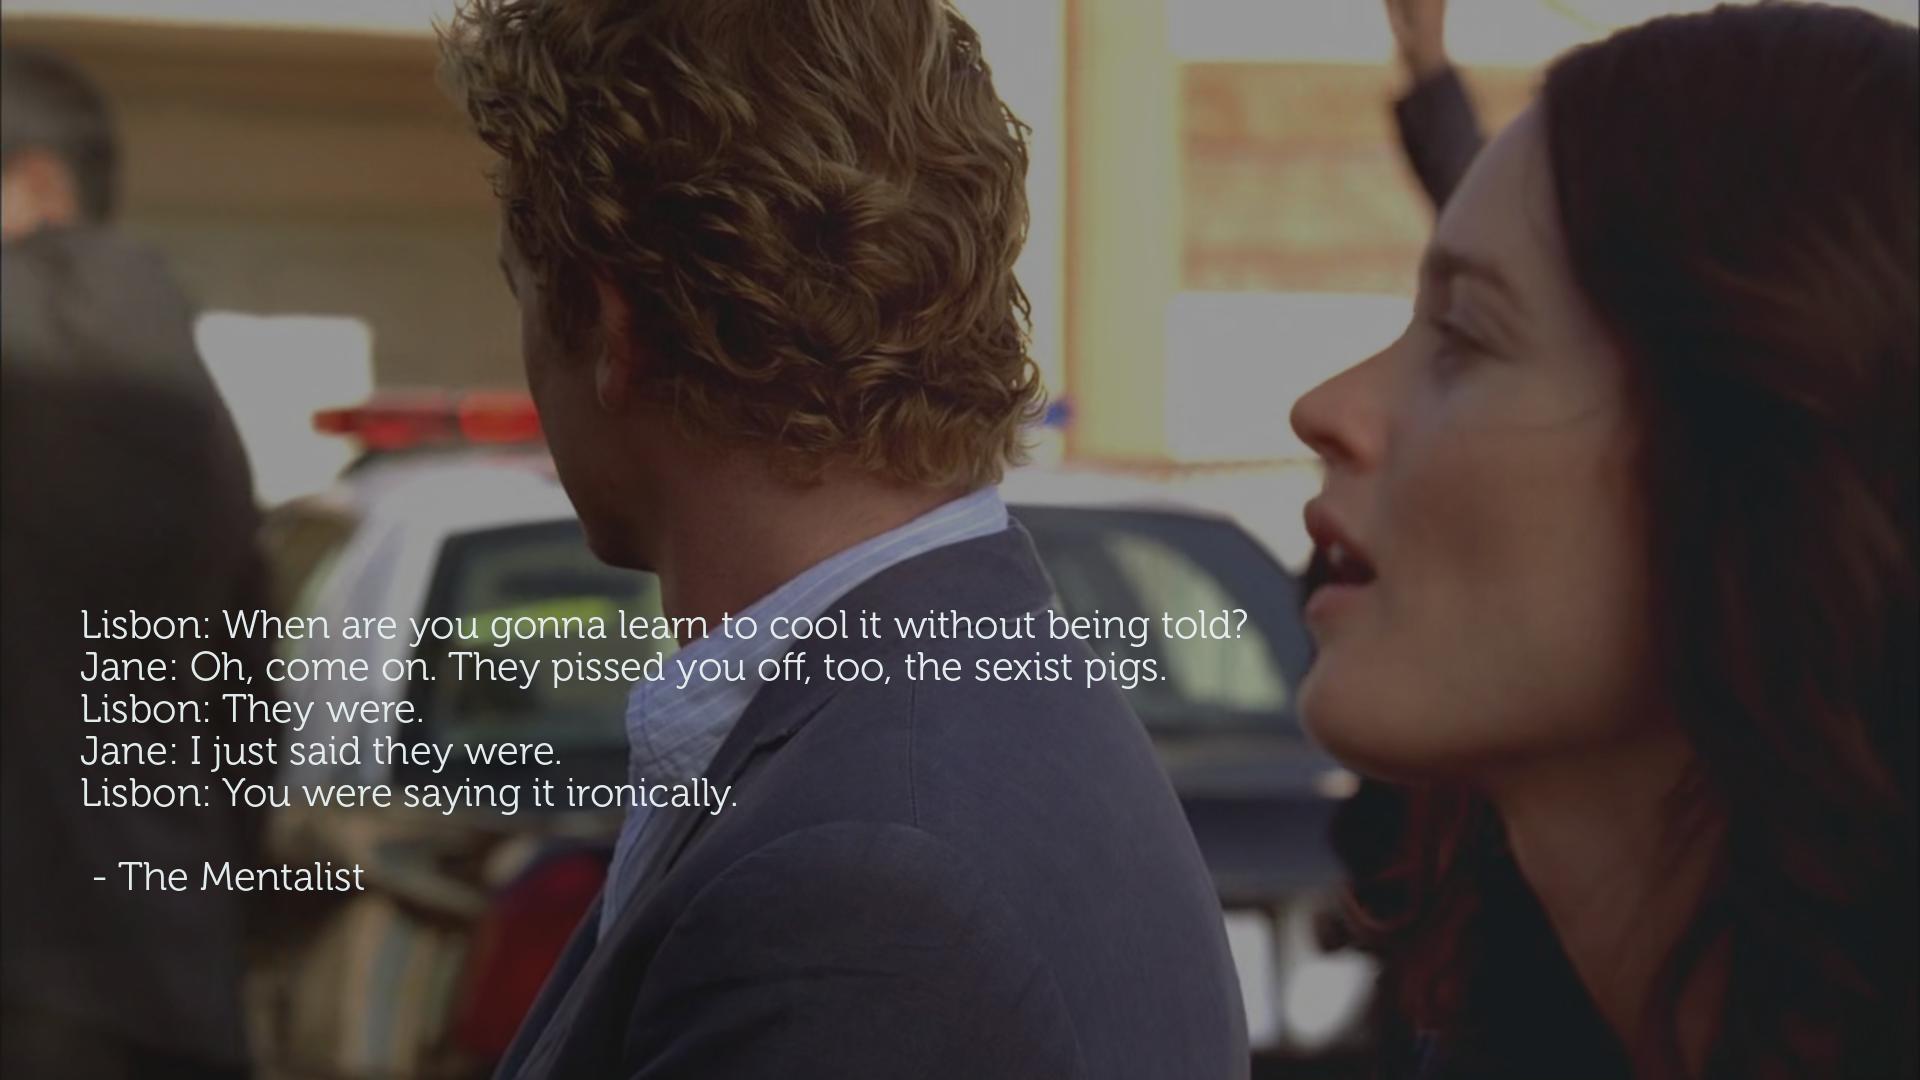 Lisbon: When are you gonna learn to cool it without being told?
Jane: Oh, come on. They pissed you off, too, the sexist pigs.
Lisbon: They were.
Jane: I just said they were.
Lisbon: You were saying it ironically.
- The Mentalist